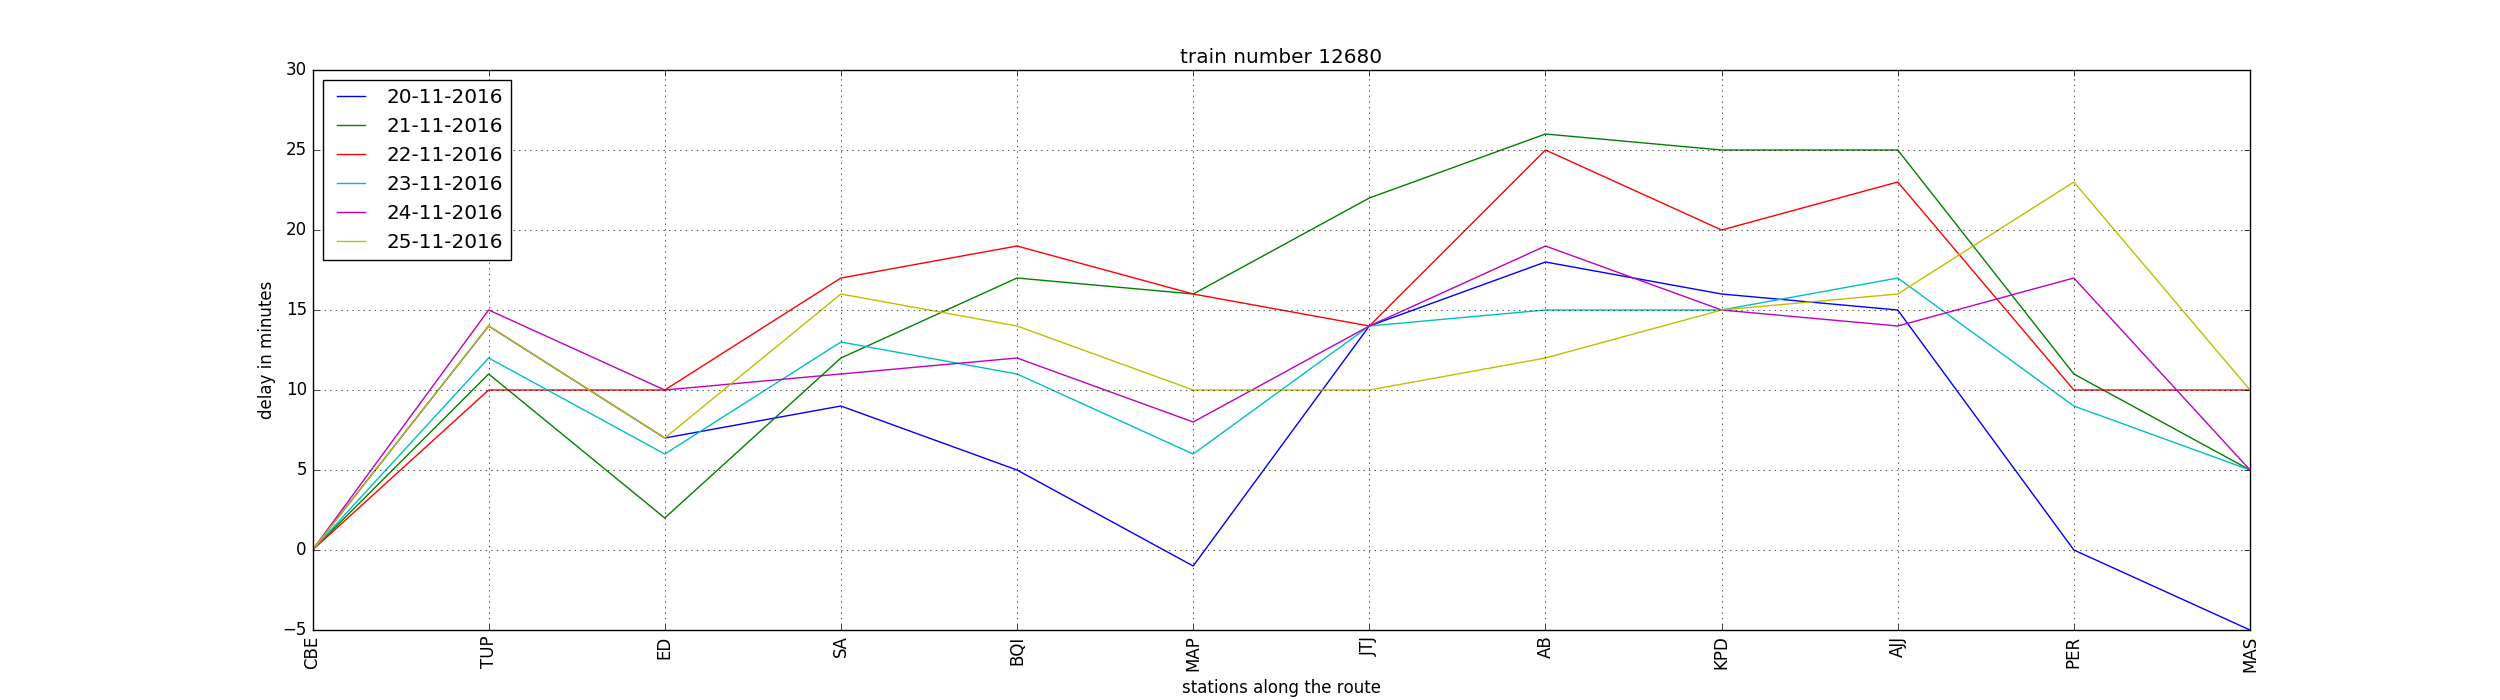 train number 12680
30
25
20
15
10
5
0
−5
delay in minutes
20-11-2016
21-11-2016
22-11-2016
23-11-2016
24-11-2016
25-11-2016
CBE
TUP
ED
SA
BQI
MAP
JTJ
AB
KPD
AJJ
PER
MAS
stations along the route